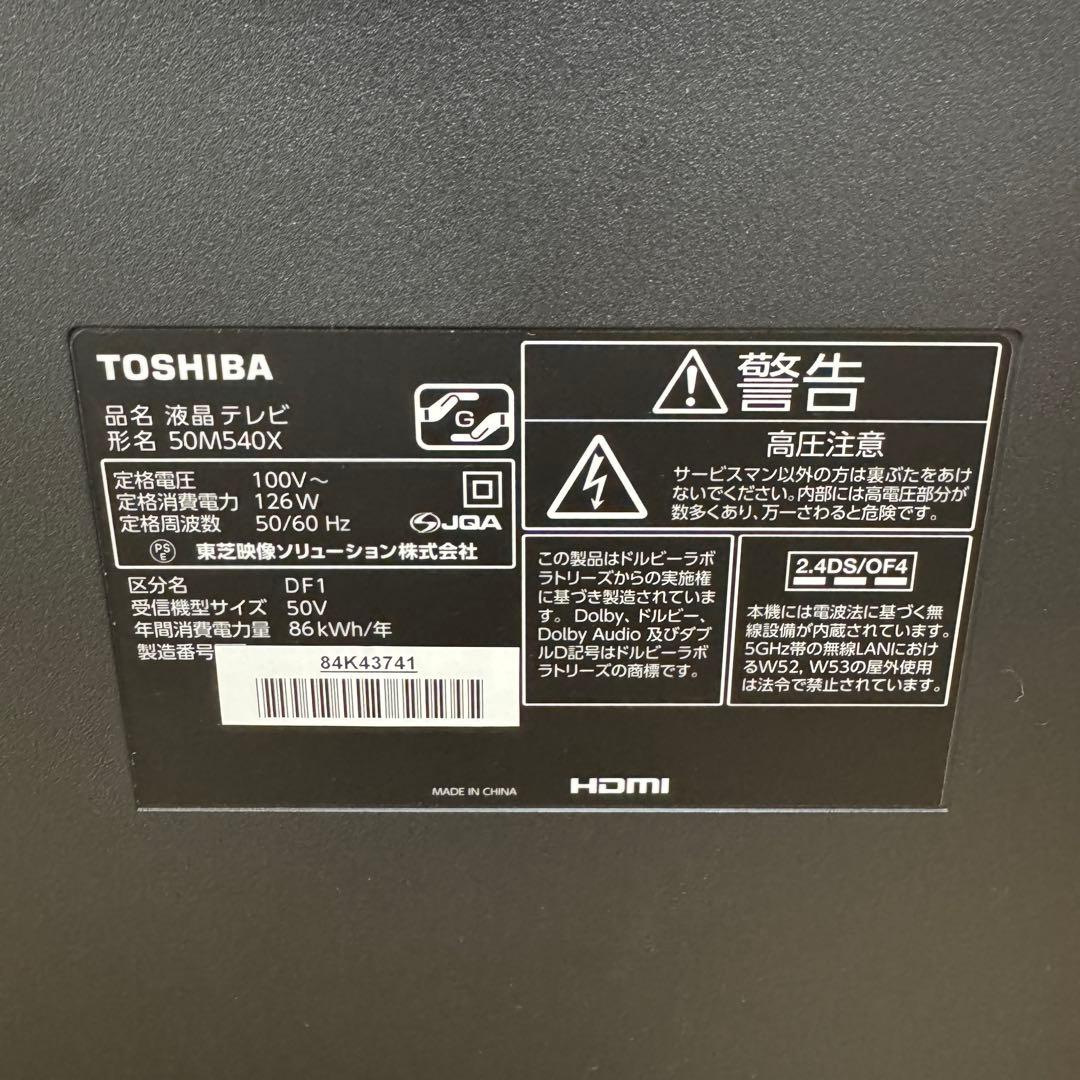 TOSHIBA
品名 液晶テレビ
形名 50M540X
G
定格電圧 100V～
定格消費電力 126W
定格周波数 50/60 Hz
JQA
PS
E
東芝映像ソリューション株式会社
区分名 DF1
受信機型サイズ 50V
年間消費電力量 86kWh/年
製造番号
84K43741
MADE IN CHINA
HDMI
警告
高圧注意
サービスマン以外の方は裏ぶたをあけ
ないでください。内部には高電圧部分が
数多くあり、万一さわると危険です。
この製品はドルビーラボ
ラトリーズからの実施権
に基づき製造されていま
す。 Dolby、ドルビー、
Dolby Audio 及びダブ
ルD記号はドルビーラボ
ラトリーズの商標です。
2.4DS/OF4
本機には電波法に基づく無
線設備が内蔵されています。
5GHz帯の無線LANにおけ
るW52, W53の屋外使用
は法令で禁止されています。